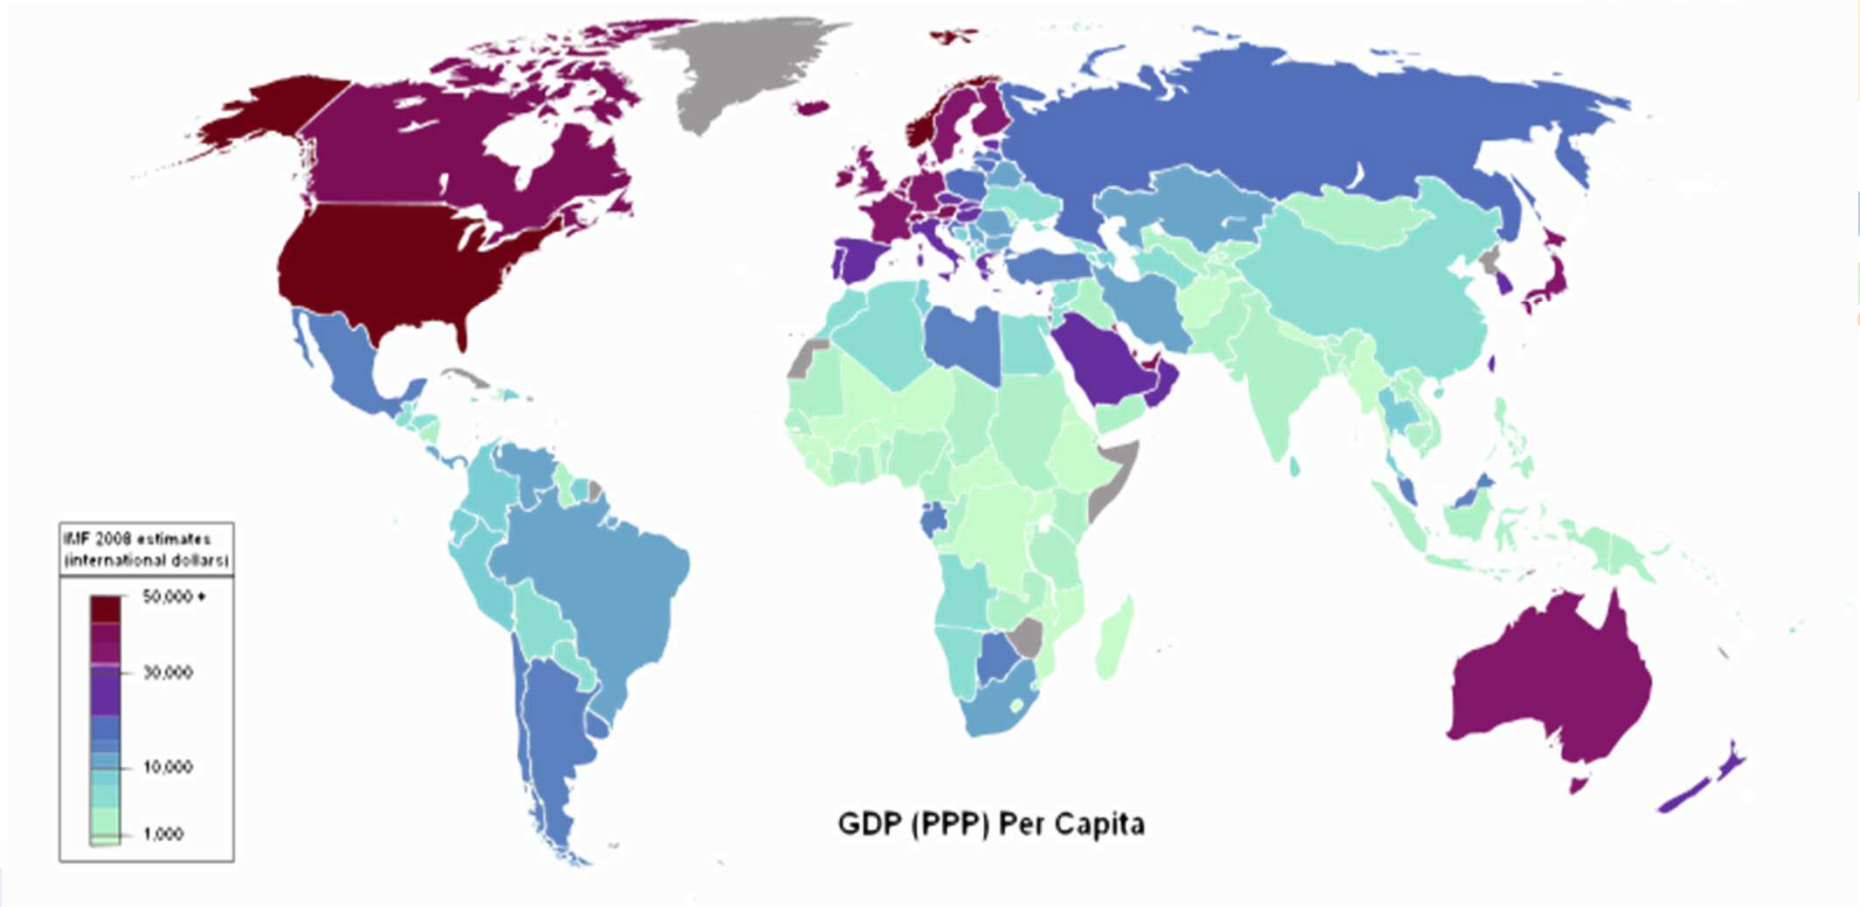 IMF 2008 estimates
(international dollars)
50,000 +
30,000
10,000
1,000
GDP (PPP) Per Capita